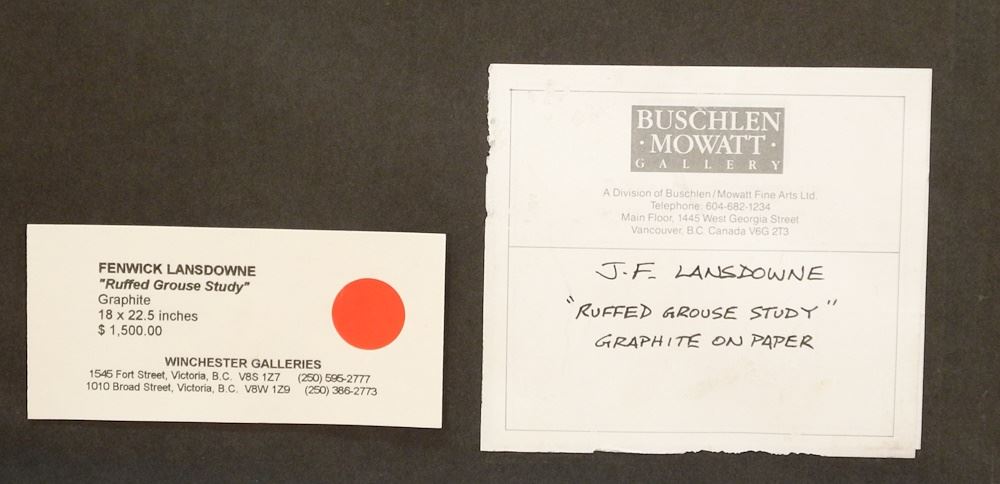 FENWICK LANSDOWNE
"Ruffed Grouse Study"
Graphite
18 x 22.5 inches
$ 1,500.00
WINCHESTER GALLERIES
1545 Fort Street, Victoria, B.C. V8S 1Z7 (250) 595-2777
1010 Broad Street, Victoria, B.C. V8W 1Z9 (250) 386-2773
BUSCHLEN
·MOWATT·
GALLERY
A Division of Buschlen/Mowatt Fine Arts Ltd.
Telephone: 604-682-1234
Main Floor, 1445 West Georgia Street
Vancouver, B.C. Canada V6G 2T3
J.F. LANSDOWNE
"RUFFED GROUSE STUDY"
GRAPHITE ON PAPER